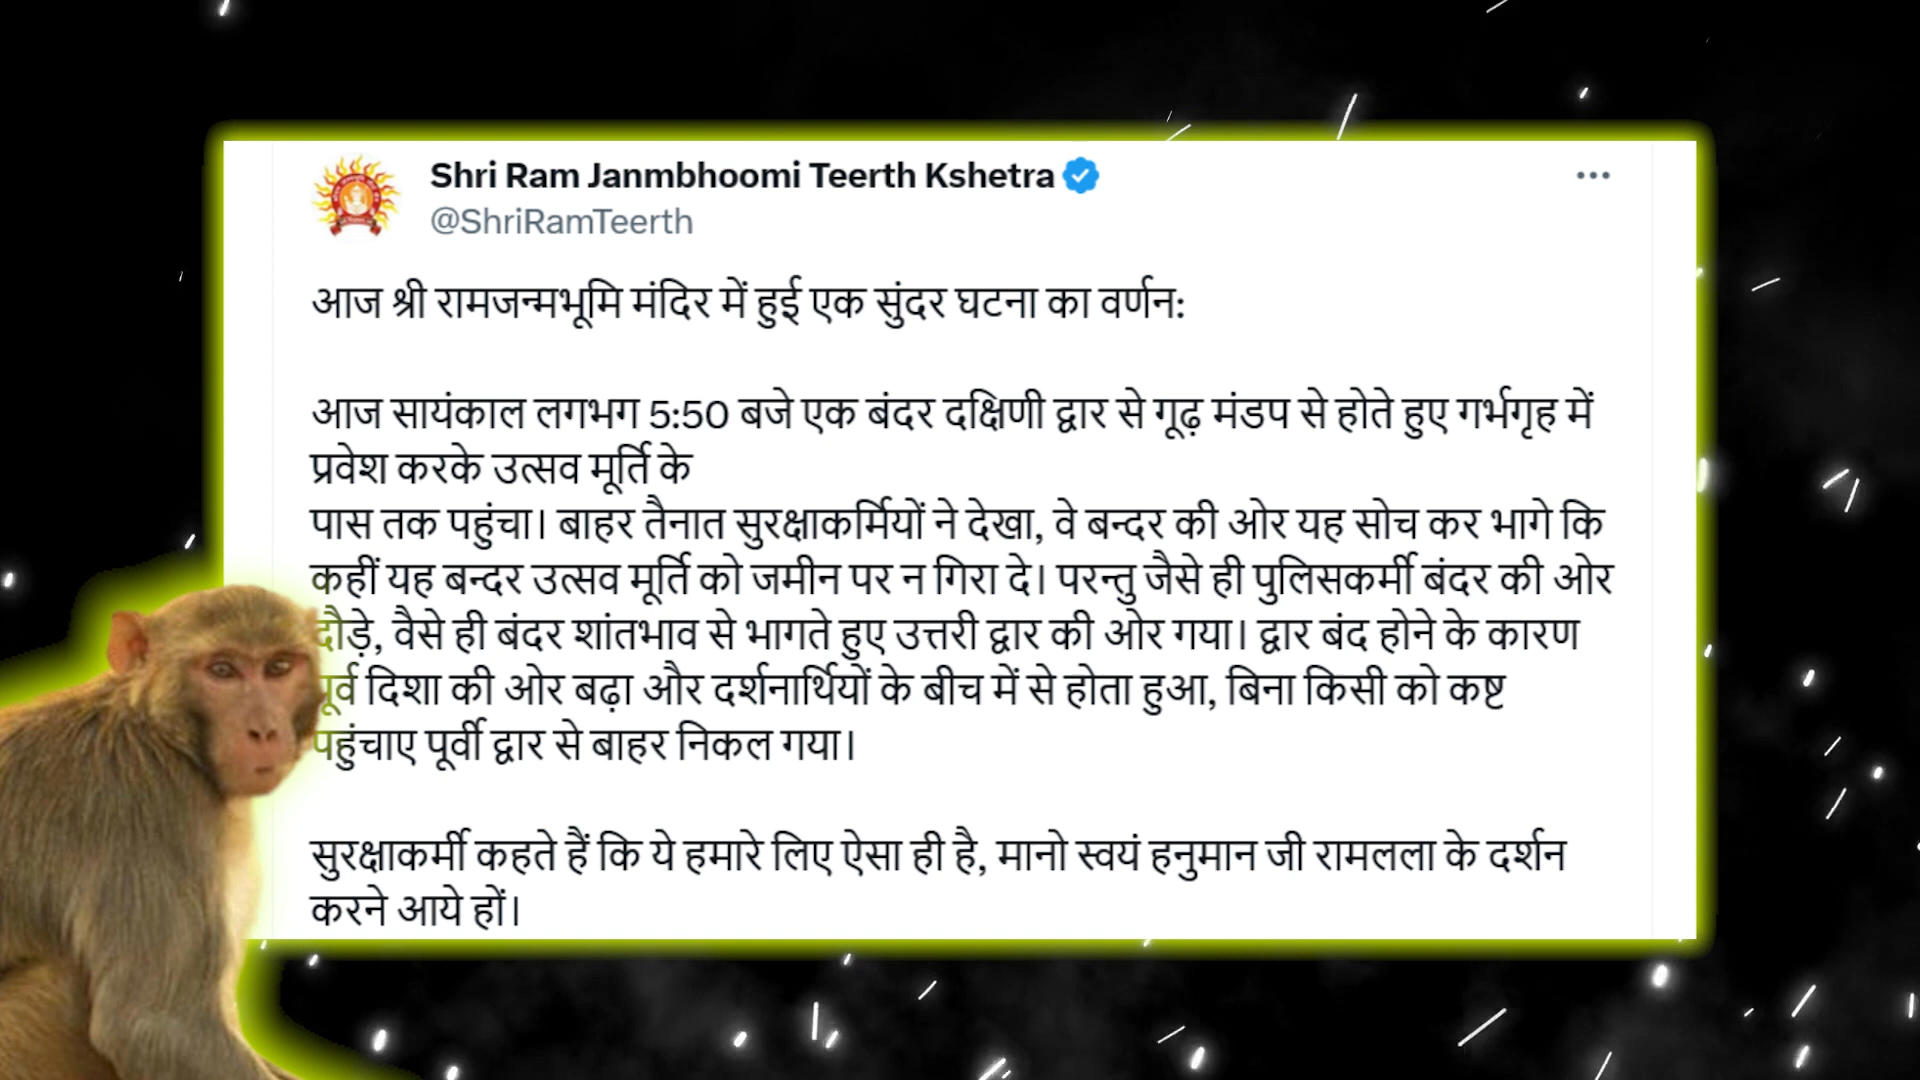 Shri Ram Janmbhoomi Teerth Kshetra
@ShriRamTeerth
आज श्री रामजन्मभूमि मंदिर में हुई एक सुंदर घटना का वर्णन:
आज सायंकाल लगभग 5:50 बजे एक बंदर दक्षिणी द्वार से गूढ़ मंडप से होते हुए गर्भगृह में
प्रवेश करके उत्सव मूर्ति के
पास तक पहुंचा। बाहर तैनात सुरक्षाकर्मियों ने देखा, वे बन्दर की ओर यह सोच कर भागे कि
कहीं यह बन्दर उत्सव मूर्ति को जमीन पर न गिरा दे। परन्तु जैसे ही पुलिसकर्मी बंदर की ओर
दौड़े, वैसे ही बंदर शांतभाव से भागते हुए उत्तरी द्वार की ओर गया। द्वार बंद होने के कारण
पूर्व दिशा की ओर बढ़ा और दर्शनार्थियों के बीच में से होता हुआ, बिना किसी को कष्ट
पहुंचाए पूर्वी द्वार से बाहर निकल गया।
सुरक्षाकर्मी कहते हैं कि ये हमारे लिए ऐसा ही है, मानो स्वयं हनुमान जी रामलला के दर्शन
करने आये हों।